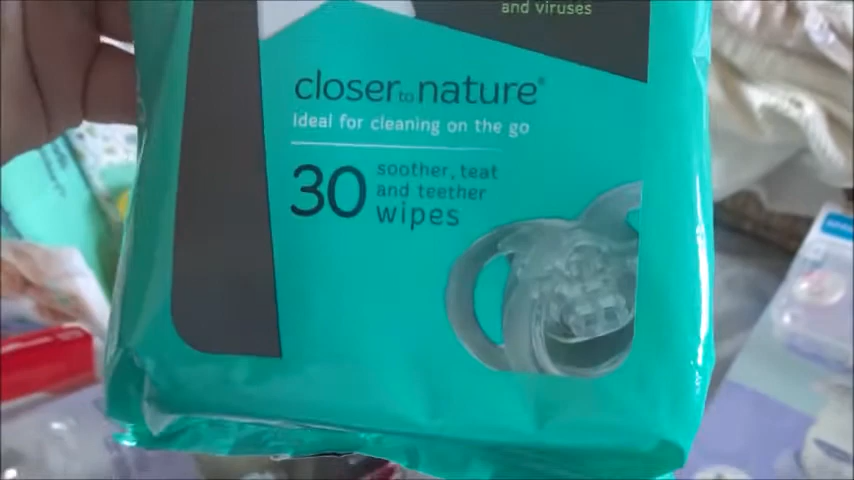 and viruses
closer to nature®
ideal for cleaning on the go
30 soother, teat
and teether
wipes